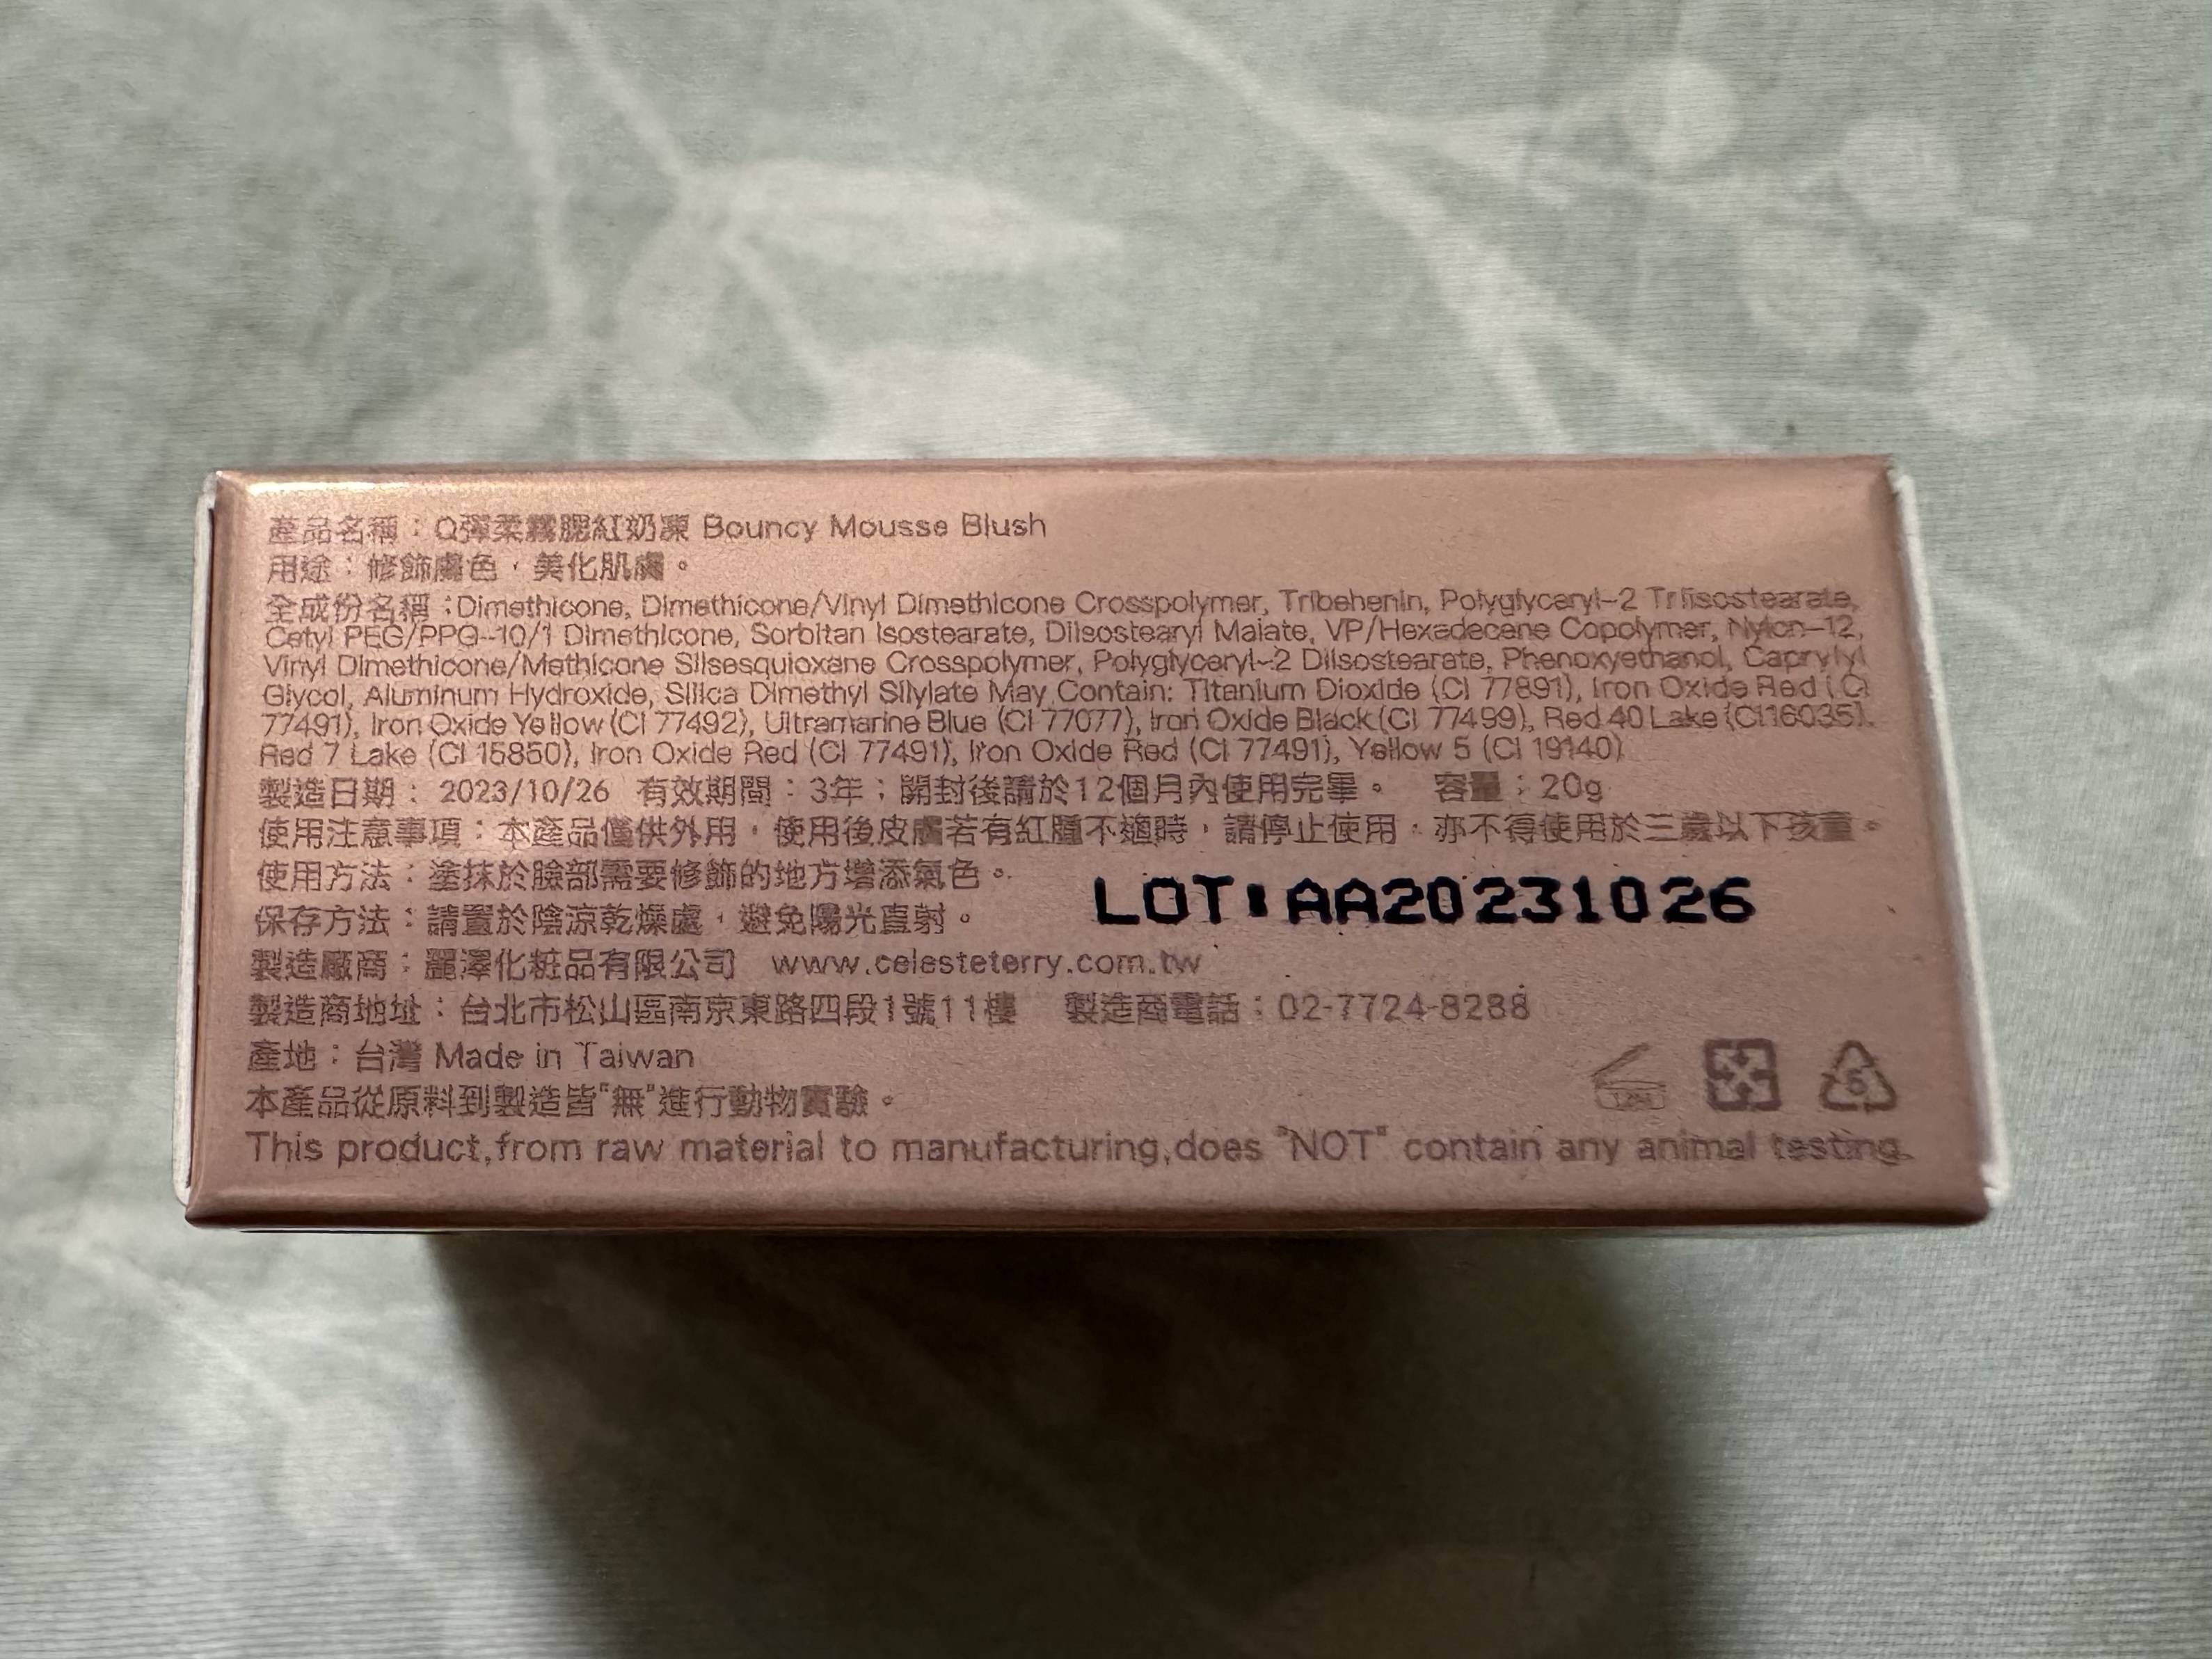 產品名稱：Q彈柔霧腮紅奶凍 Bouncy Mousse Blush
用途：修飾膚色，美化肌膚。
全成份名稱：Dimethicone, Dimethicone/Vinyl Dimethicone Crosspolymer, Tribehenin, Polyglyceryl-2 Triisostearate,
Cetyl PEG/PPG-10/1 Dimethicone, Sorbitan Isostearate, Diisostearyl Malate, VP/Hexadecene Copolymer, Nylon-12,
Vinyl Dimethicone/Methicone Silsesquioxane Crosspolymer, Polyglyceryl-2 Diisostearate, Phenoxyethanol, Caprylyl
Glycol, Aluminum Hydroxide, Silica Dimethyl Silylate May Contain: Titanium Dioxide (CI 77891), Iron Oxide Red ( CI
77491), Iron Oxide Yellow (CI 77492), Ultramarine Blue (CI 77077), Iron Oxide Black (CI 77499), Red 40 Lake (CI16035),
Red 7 Lake (CI 15850), Iron Oxide Red (CI 77491), Iron Oxide Red (CI 77491), Yellow 5 (CI 19140)
製造日期：2023/10/26 有效期間：3年；開封後請於12個月內使用完畢。 容量：20g
使用注意事項：本產品僅供外用，使用後皮膚若有紅腫不適時，請停止使用，亦不得使用於三歲以下孩童。
使用方法：塗抹於臉部需要修飾的地方增添氣色。
保存方法：請置於陰涼乾燥處，避免陽光直射。
LOT:AA20231026
製造廠商：麗澤化粧品有限公司 www.celesteterry.com.tw
製造商地址：台北市松山區南京東路四段1號11樓 製造商電話：02-7724-8288
產地：台灣 Made in Taiwan
12M
5
本產品從原料到製造皆"無"進行動物實驗。
This product,from raw material to manufacturing,does "NOT" contain any animal testing.